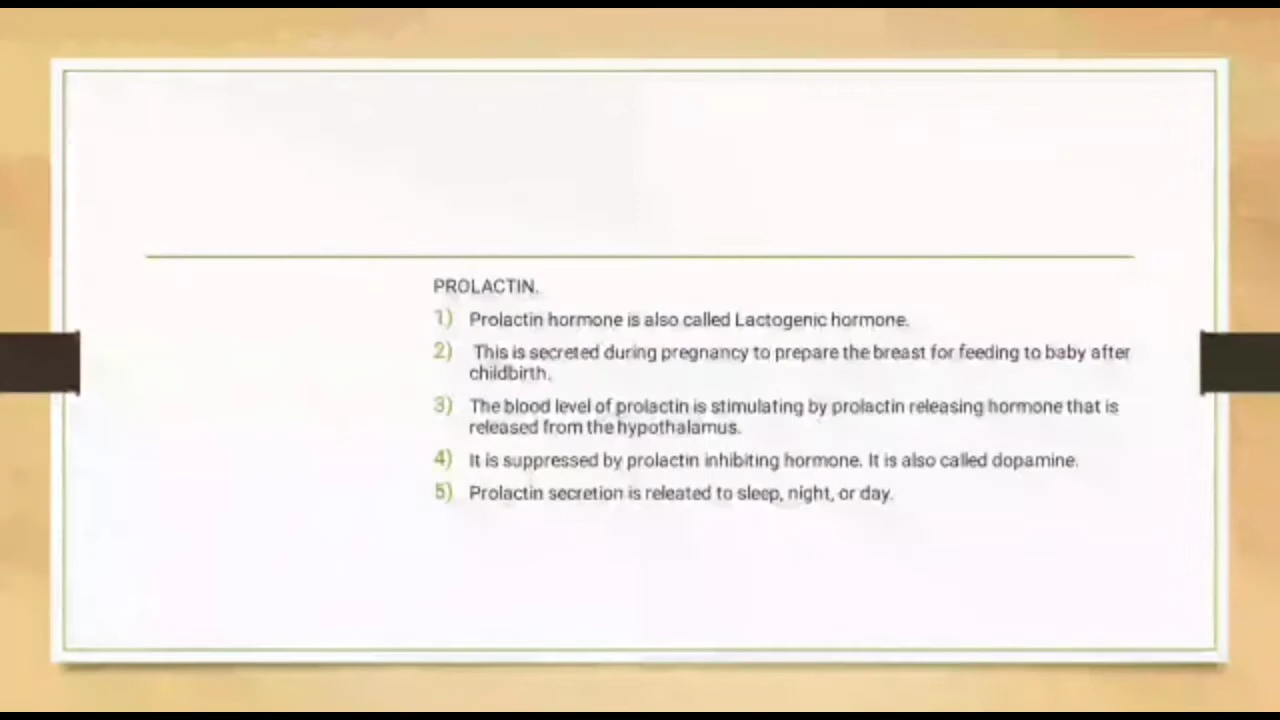 PROLACTIN.
1) Prolactin hormone is also called Lactogenic hormone.
2) This is secreted during pregnancy to prepare the breast for feeding to baby after
childbirth.
3) The blood level of prolactin is stimulating by prolactin releasing hormone that is
released from the hypothalamus.
4) It is suppressed by prolactin inhibiting hormone. It is also called dopamine.
5) Prolactin secretion is releated to sleep, night, or day.